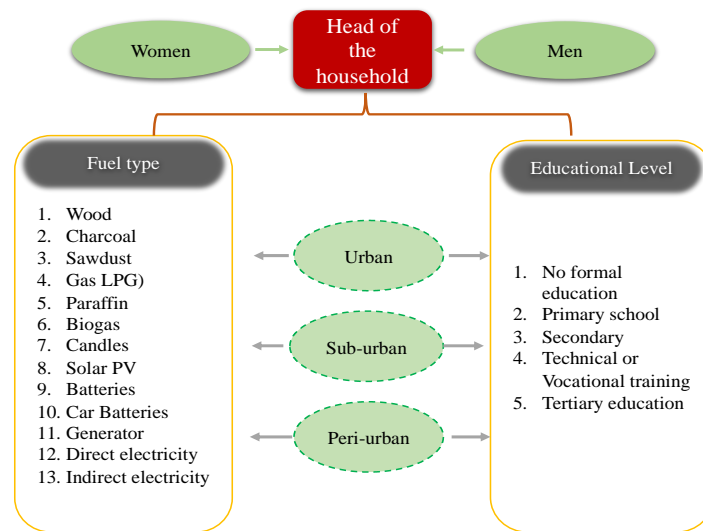 Women
Head of
the
household
Men
Fuel type
1. Wood
2. Charcoal
3. Sawdust
4. Gas LPG)
5. Paraffin
6. Biogas
7. Candles
8. Solar PV
9. Batteries
10. Car Batteries
11. Generator
12. Direct electricity
13. Indirect electricity
Urban
Sub-urban
Peri-urban
Educational Level
1. No formal
education
2. Primary school
3. Secondary
4. Technical or
Vocational training
5. Tertiary education